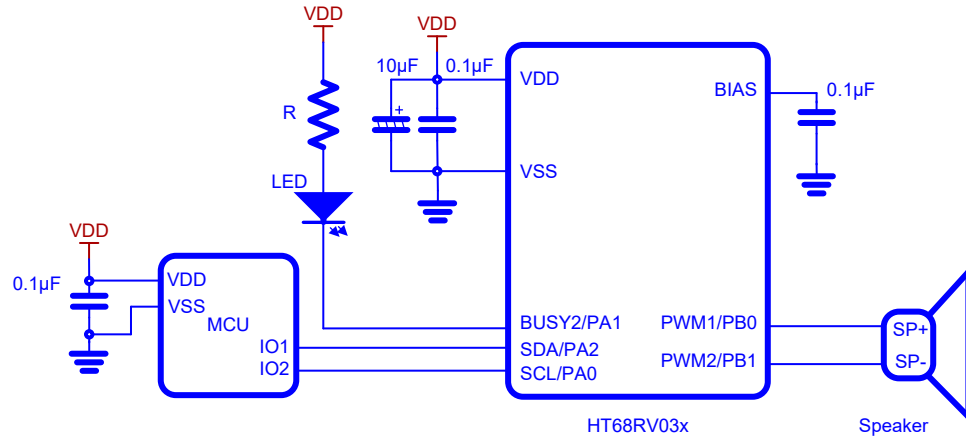 VDD
VDD
10µF
0.1µF
VDD
BIAS
0.1µF
R
+
VSS
LED
VDD
0.1µF
VDD
VSS
MCU
IO1
IO2
BUSY2/PA1
SDA/PA2
SCL/PA0
PWM1/PB0
PWM2/PB1
SP+
SP-
HT68RV03x
Speaker